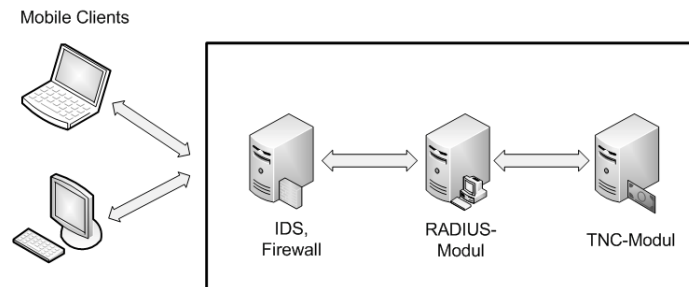 Mobile Clients
IDS,
Firewall
RADIUS-
Modul
TNC-Modul